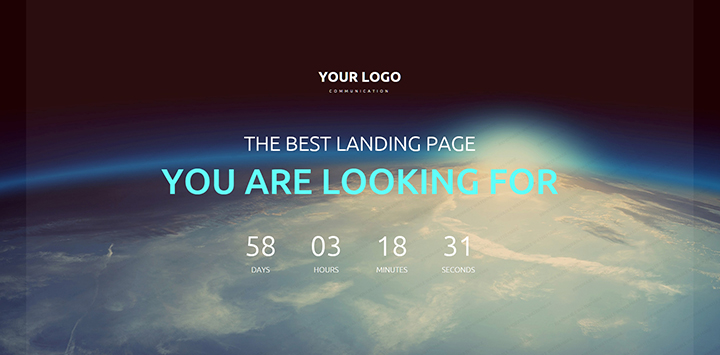 YOUR LOGO
COMMUNICATION
THE BEST LANDING PAGE
YOU ARE LOOKING FOR
58 03 18 31
DAYS HOURS MINUTES SECONDS